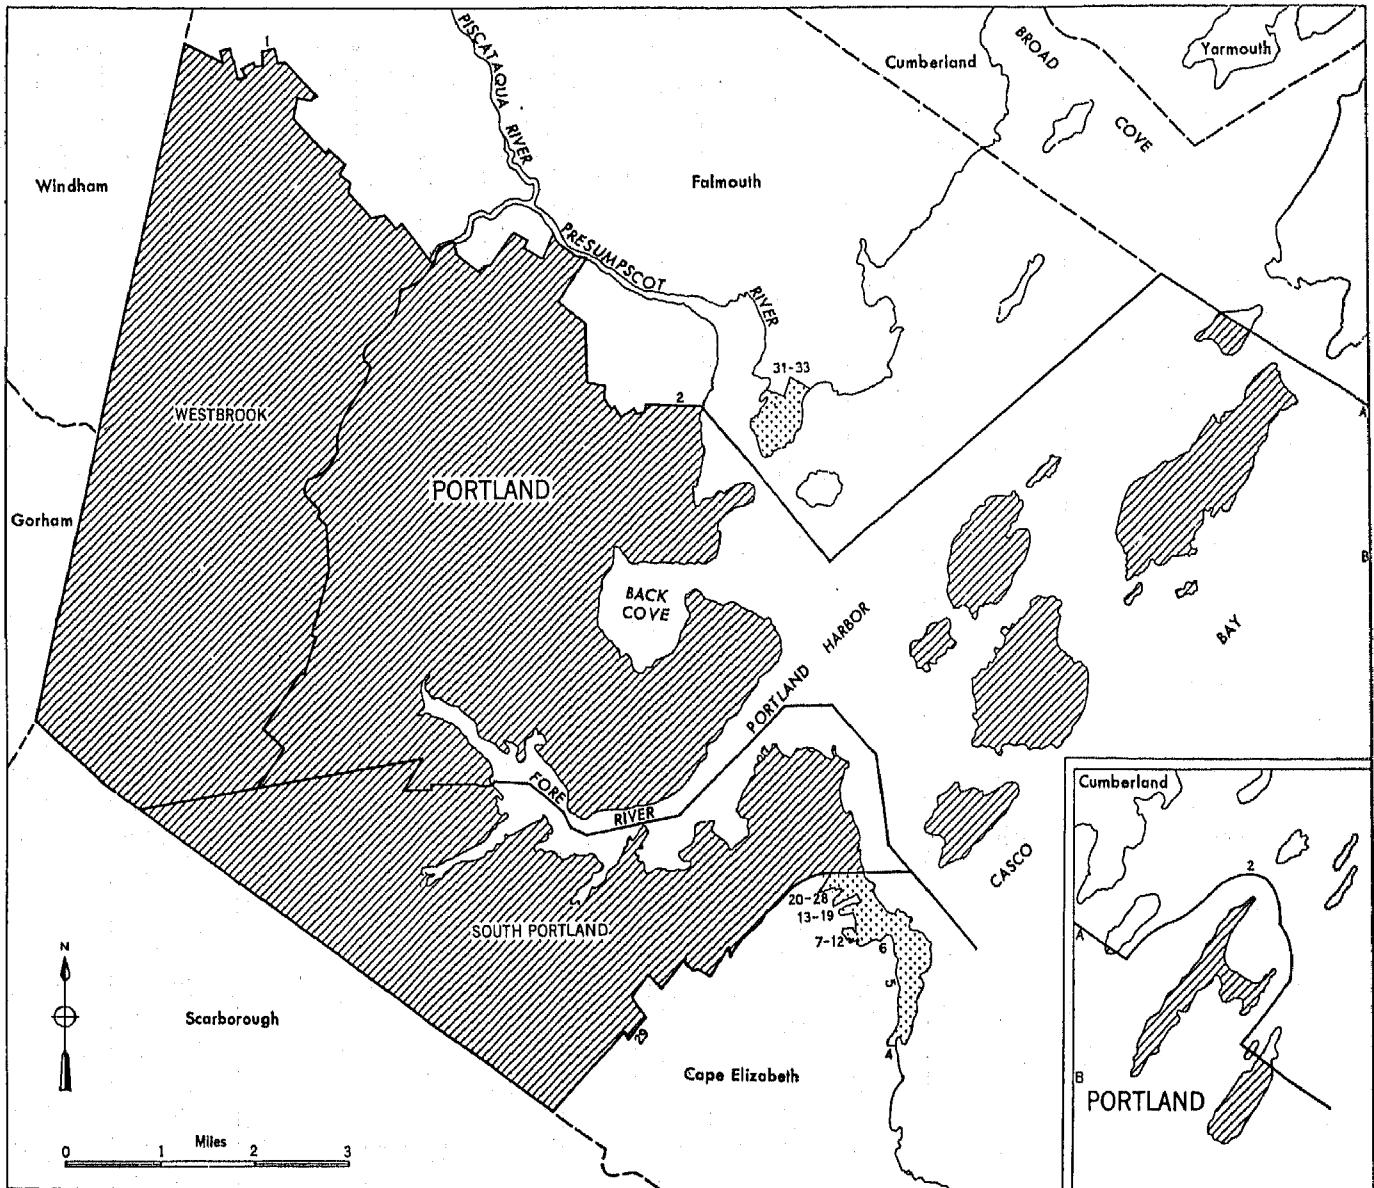 1
PISCATAQUA RIVER
Cumberland
BROAD
COVE
Yarmouth
Windham
Falmouth
PRESUMPSCOT
RIVER
31-33
2
A
WESTBROOK
PORTLAND
Gorham
B
BACK
COVE
HARBOR
PORTLAND
BAY
FORE
RIVER
CASCO
20-28
13-19
7-12
6
5
4
SOUTH PORTLAND
29
N
Scarborough
Cape Elizabeth
Miles
0 1 2 3
Cumberland
2
A
B
PORTLAND